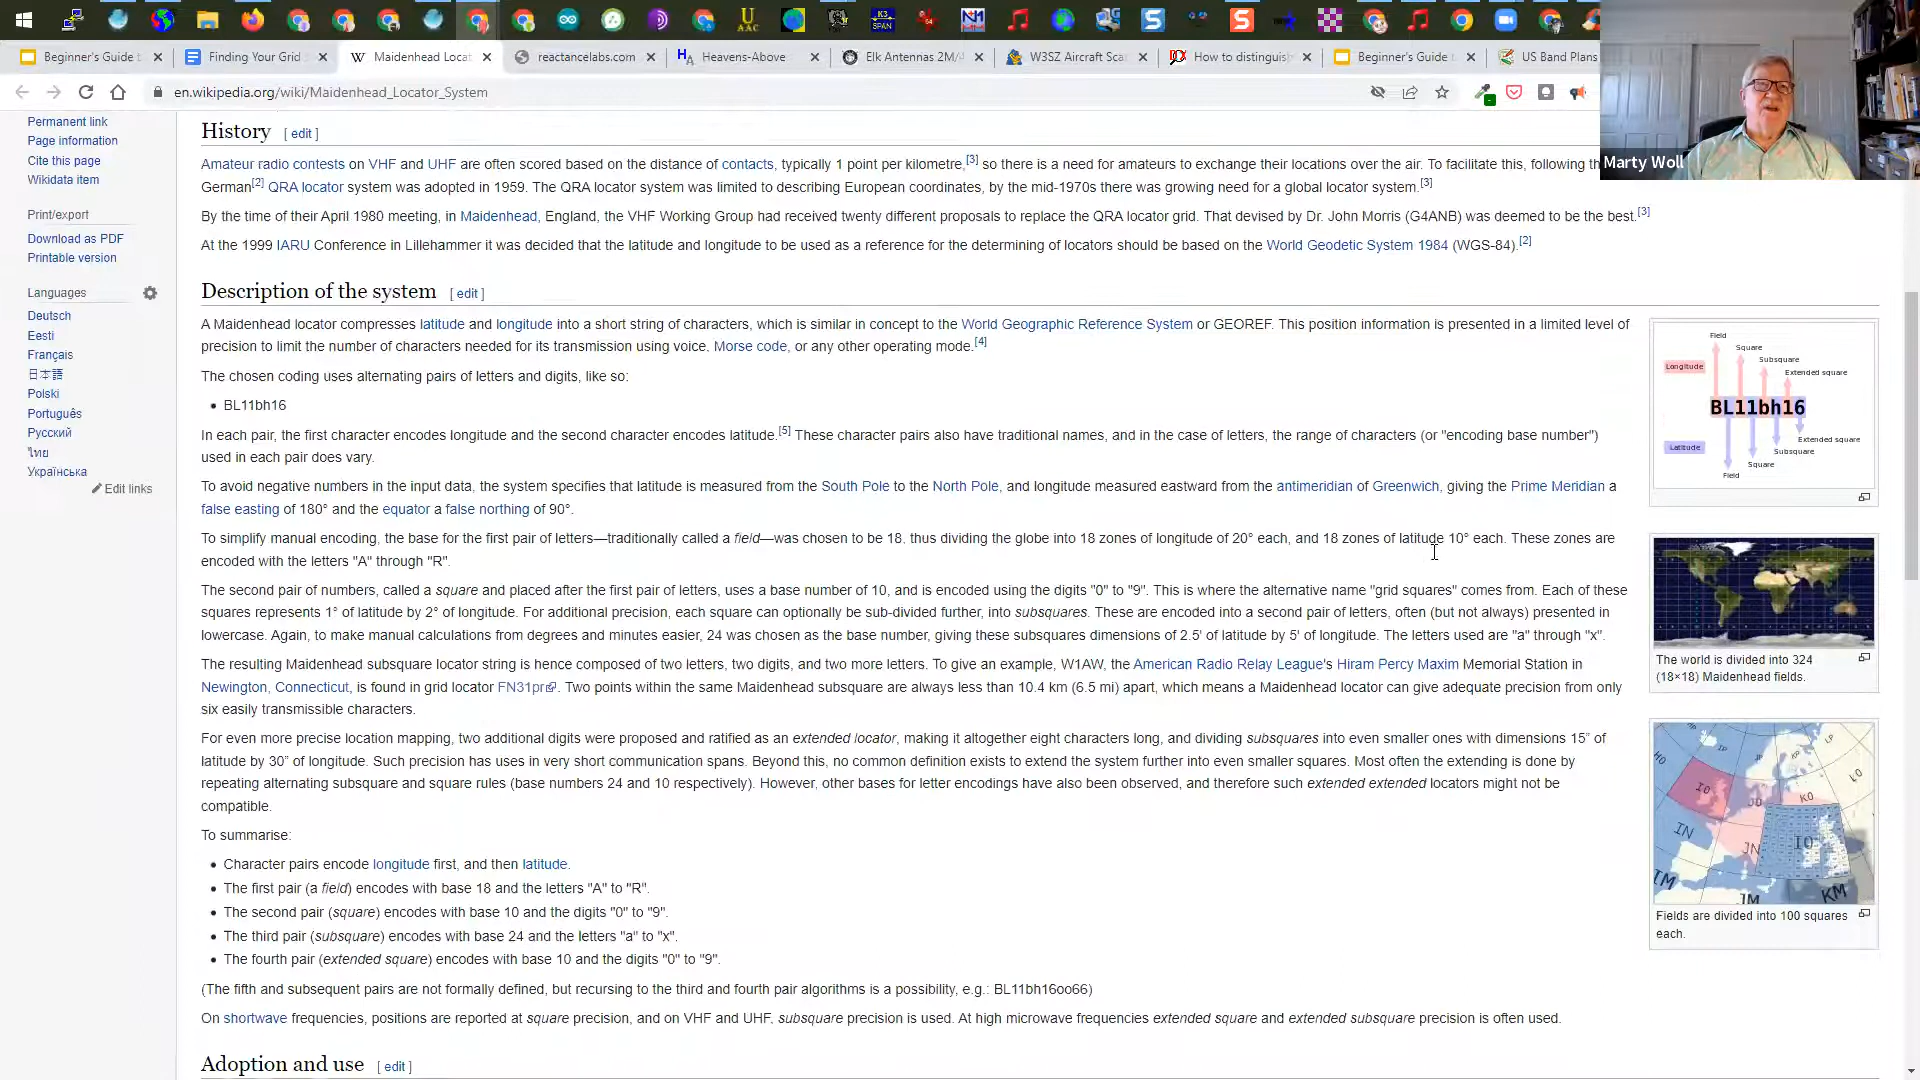 Beginner's Guide t
Finding Your Grid S
Maidenhead Locat
reactancelabs.com
Heavens-Above
Elk Antennas 2M/
W3SZ Aircraft Sca
How to distinguish
Beginner's Guide t
US Band Plans
en.wikipedia.org/wiki/Maidenhead_Locator_System
Marty Woll
Permanent link
Page information
Cite this page
Wikidata item
Print/export
Download as PDF
Printable version
Languages
Deutsch
Eesti
Français
日本語
Polski
Português
Русский
ไทย
Українська
Edit links
History [ edit ]
Amateur radio contests on VHF and UHF are often scored based on the distance of contacts, typically 1 point per kilometre,[3] so there is a need for amateurs to exchange their locations over the air. To facilitate this, following th
German[2] QRA locator system was adopted in 1959. The QRA locator system was limited to describing European coordinates, by the mid-1970s there was growing need for a global locator system.[3]
By the time of their April 1980 meeting, in Maidenhead, England, the VHF Working Group had received twenty different proposals to replace the QRA locator grid. That devised by Dr. John Morris (G4ANB) was deemed to be the best.[3]
At the 1999 IARU Conference in Lillehammer it was decided that the latitude and longitude to be used as a reference for the determining of locators should be based on the World Geodetic System 1984 (WGS-84).[2]
Description of the system [ edit ]
A Maidenhead locator compresses latitude and longitude into a short string of characters, which is similar in concept to the World Geographic Reference System or GEOREF. This position information is presented in a limited level of
precision to limit the number of characters needed for its transmission using voice, Morse code, or any other operating mode.[4]
The chosen coding uses alternating pairs of letters and digits, like so:
• BL11bh16
In each pair, the first character encodes longitude and the second character encodes latitude.[5] These character pairs also have traditional names, and in the case of letters, the range of characters (or "encoding base number")
used in each pair does vary.
To avoid negative numbers in the input data, the system specifies that latitude is measured from the South Pole to the North Pole, and longitude measured eastward from the antimeridian of Greenwich, giving the Prime Meridian a
false easting of 180° and the equator a false northing of 90°.
To simplify manual encoding, the base for the first pair of letters—traditionally called a field—was chosen to be 18, thus dividing the globe into 18 zones of longitude of 20° each, and 18 zones of latitude 10° each. These zones are
encoded with the letters "A" through "R".
The second pair of numbers, called a square and placed after the first pair of letters, uses a base number of 10, and is encoded using the digits "0" to "9". This is where the alternative name "grid squares" comes from. Each of these
squares represents 1° of latitude by 2° of longitude. For additional precision, each square can optionally be sub-divided further, into subsquares. These are encoded into a second pair of letters, often (but not always) presented in
lowercase. Again, to make manual calculations from degrees and minutes easier, 24 was chosen as the base number, giving these subsquares dimensions of 2.5' of latitude by 5' of longitude. The letters used are "a" through "x".
The resulting Maidenhead subsquare locator string is hence composed of two letters, two digits, and two more letters. To give an example, W1AW, the American Radio Relay League's Hiram Percy Maxim Memorial Station in
Newington, Connecticut, is found in grid locator FN31pr. Two points within the same Maidenhead subsquare are always less than 10.4 km (6.5 mi) apart, which means a Maidenhead locator can give adequate precision from only
six easily transmissible characters.
For even more precise location mapping, two additional digits were proposed and ratified as an extended locator, making it altogether eight characters long, and dividing subsquares into even smaller ones with dimensions 15” of
latitude by 30” of longitude. Such precision has uses in very short communication spans. Beyond this, no common definition exists to extend the system further into even smaller squares. Most often the extending is done by
repeating alternating subsquare and square rules (base numbers 24 and 10 respectively). However, other bases for letter encodings have also been observed, and therefore such extended extended locators might not be
compatible.
To summarise:
• Character pairs encode longitude first, and then latitude.
• The first pair (a field) encodes with base 18 and the letters "A" to "R".
• The second pair (square) encodes with base 10 and the digits "0" to "9".
• The third pair (subsquare) encodes with base 24 and the letters "a" to "x".
• The fourth pair (extended square) encodes with base 10 and the digits "0" to "9".
(The fifth and subsequent pairs are not formally defined, but recursing to the third and fourth pair algorithms is a possibility, e.g.: BL11bh16oo66)
On shortwave frequencies, positions are reported at square precision, and on VHF and UHF, subsquare precision is used. At high microwave frequencies extended square and extended subsquare precision is often used.
Adoption and use [ edit ]
Field
Square
Subsquare
Extended square
Longitude
BL11bh16
Latitude
Extended square
Subsquare
Square
Field
The world is divided into 324
(18×18) Maidenhead fields.
IO
KO
LO
IN
JN
IO
IM
JM
KM
Fields are divided into 100 squares
each.